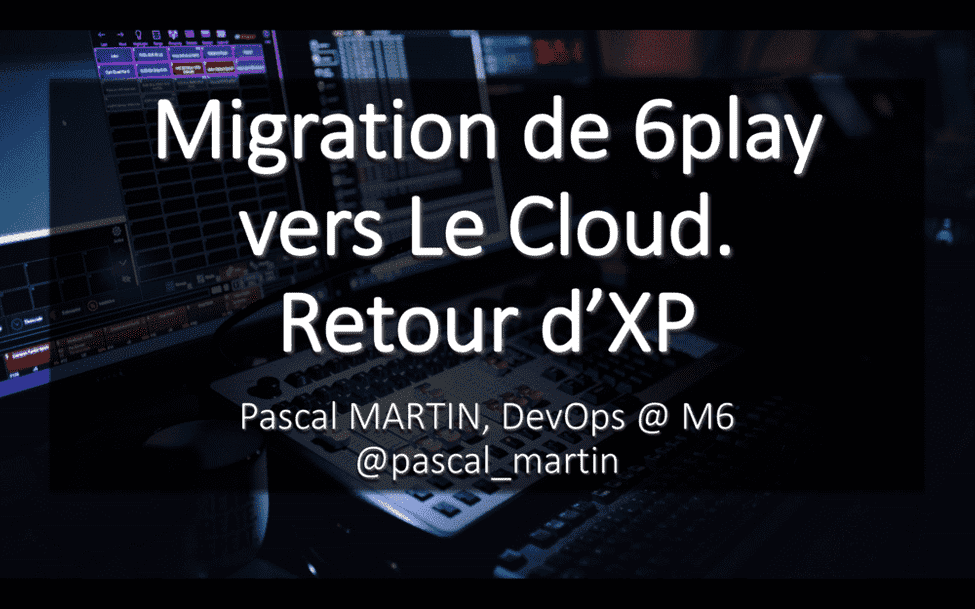 Migration de 6play
vers Le Cloud.
Retour d’XP
Pascal MARTIN, DevOps @ M6
@pascal_martin